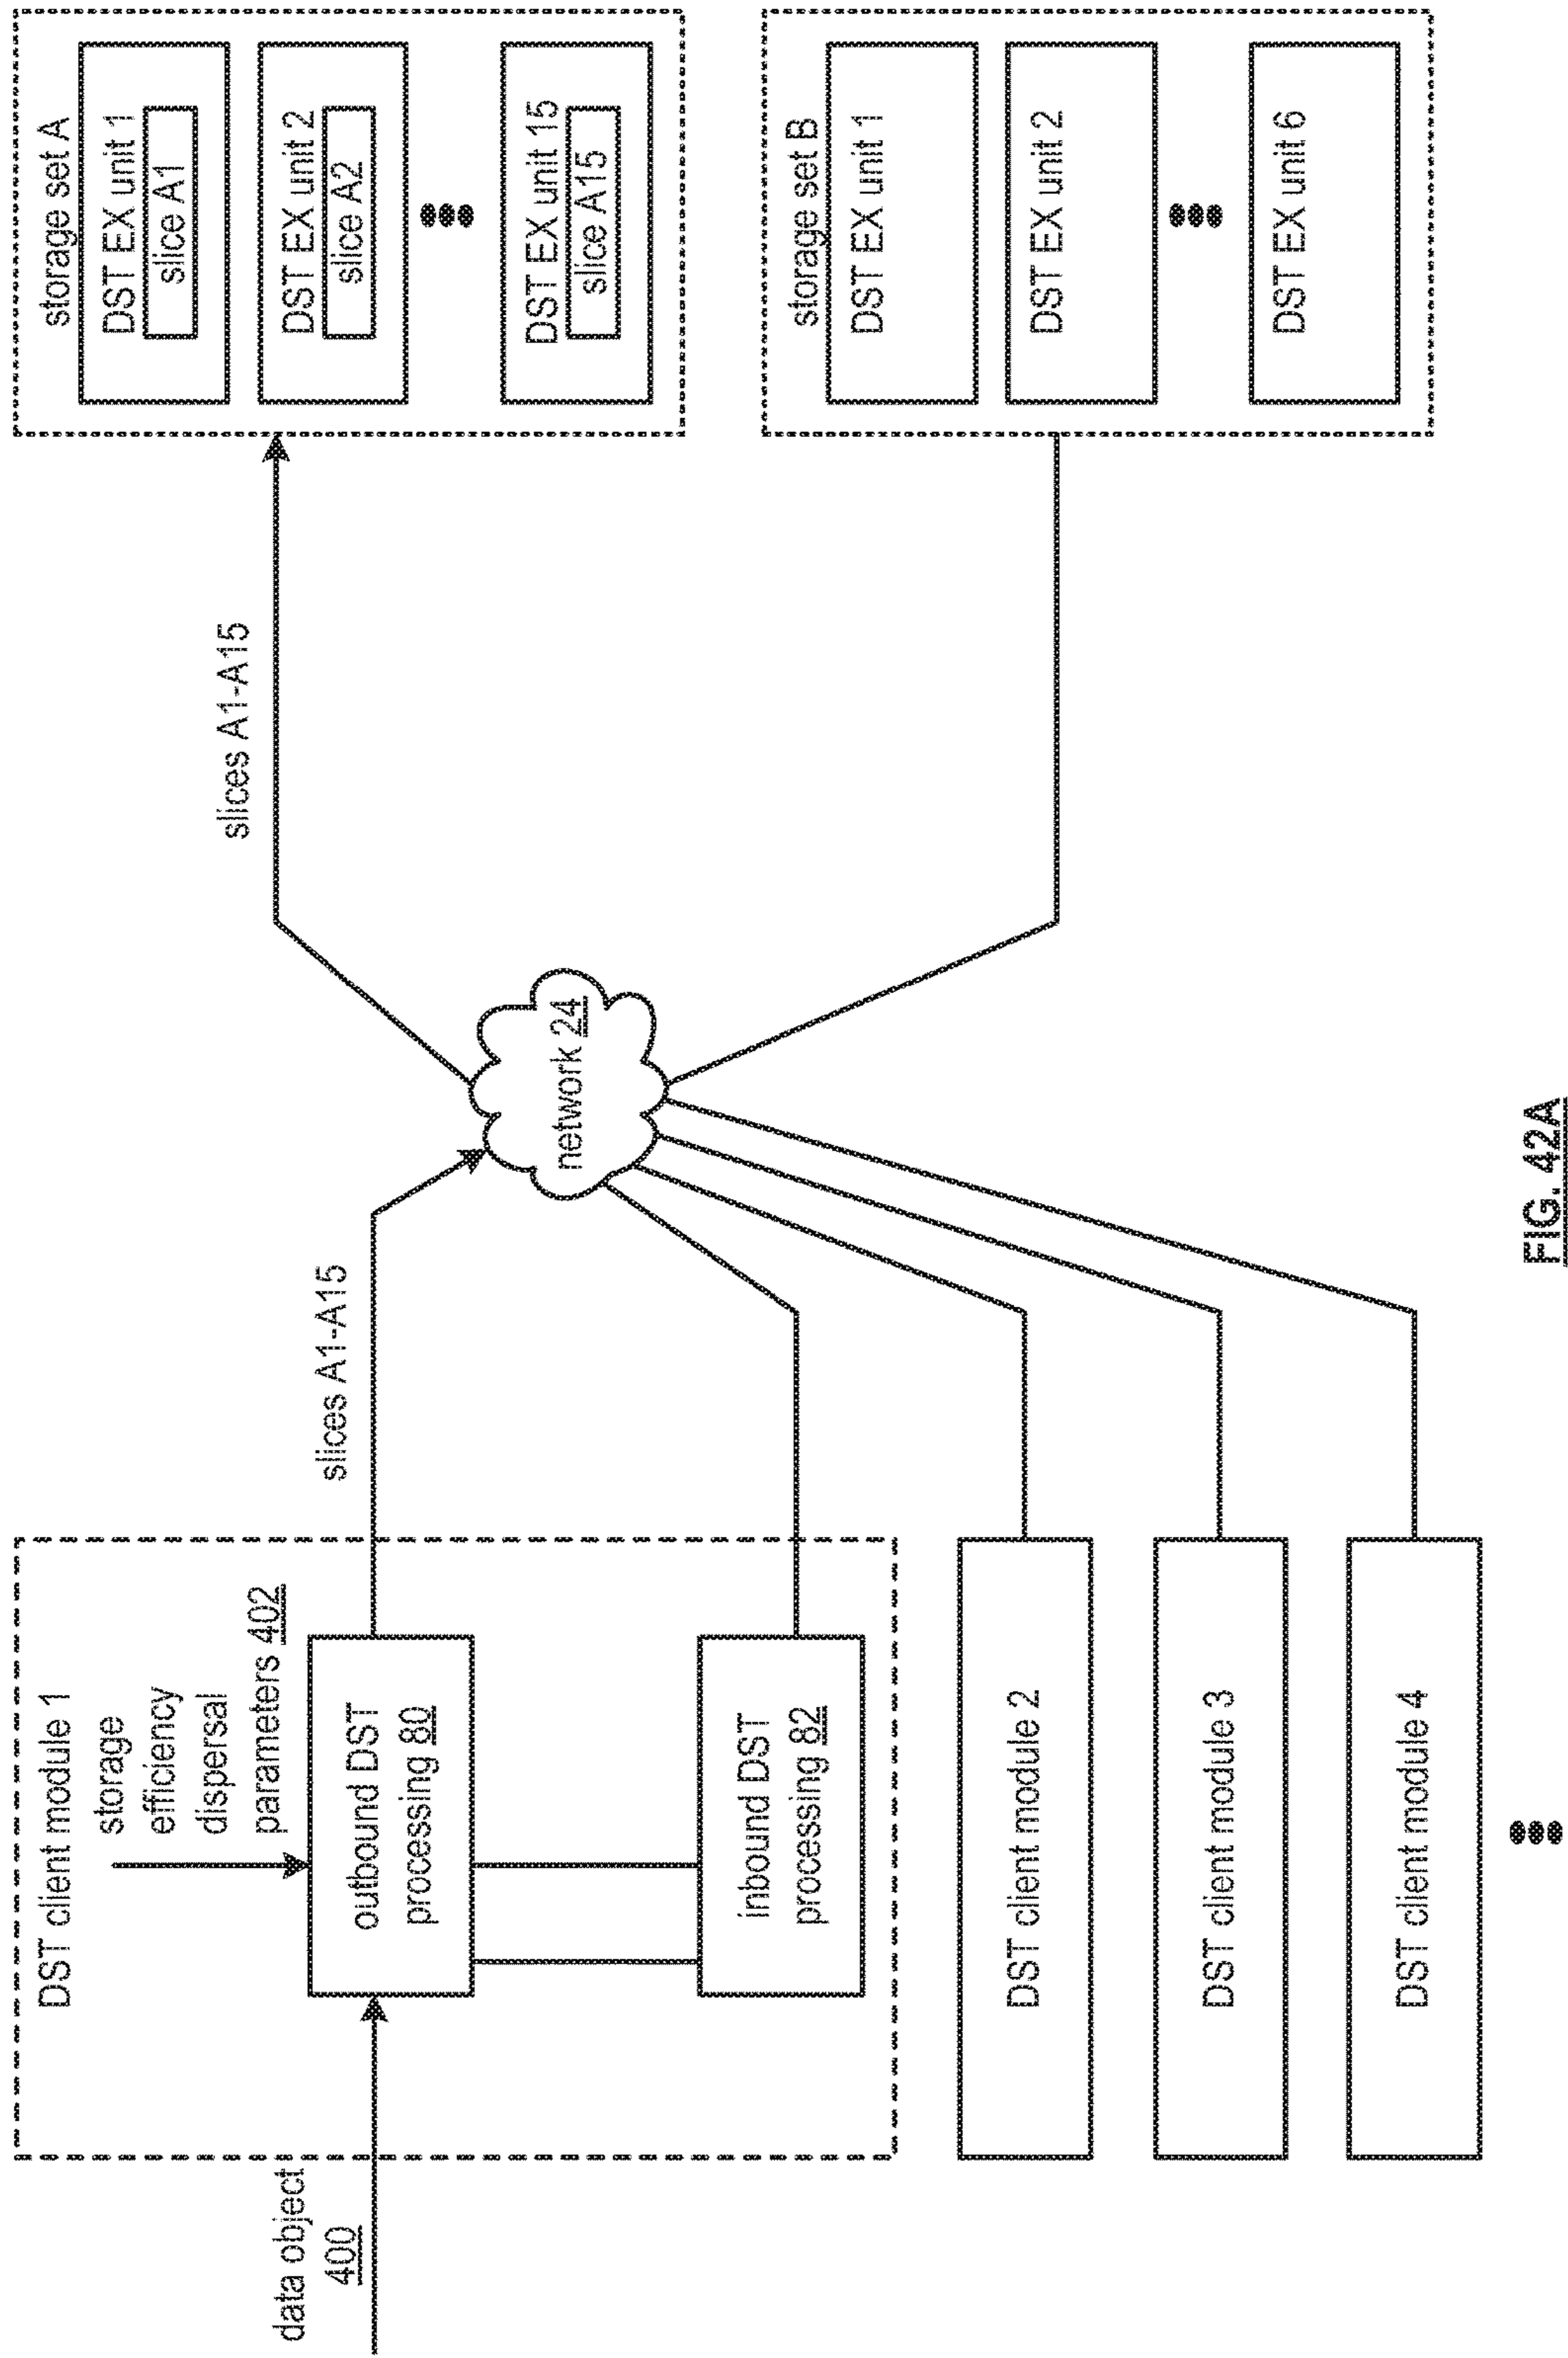 DST client module 1
storage
efficiency
dispersal
parameters 402
data object
400
outbound DST
processing 80
inbound DST
processing 82
DST client module 2
DST client module 3
DST client module 4
slices A1-A15
network 24
slices A1-A15
storage set A
DST EX unit 1
slice A1
DST EX unit 2
slice A2
DST EX unit 15
slice A15
storage set B
DST EX unit 1
DST EX unit 2
DST EX unit 6
FIG. 42A